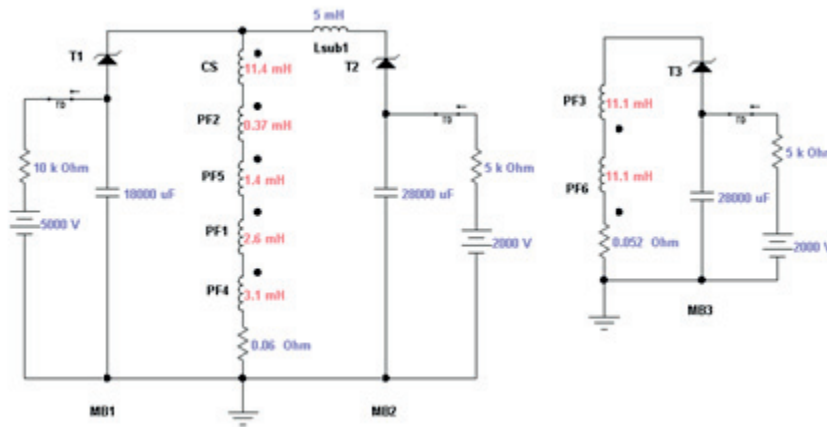 5 mH
Lsub1
T1
T2
T3
CS
11.4 mH
PF2
0.37 mH
PF5
1.4 mH
PF1
2.6 mH
PF4
3.1 mH
0.06 Ohm
TD
10 k Ohm
18000 uF
5000 V
TD
5 k Ohm
28000 uF
2000 V
MB1
MB2
PF3
11.1 mH
PF6
11.1 mH
0.052 Ohm
TD
5 k Ohm
28000 uF
2000 V
MB3